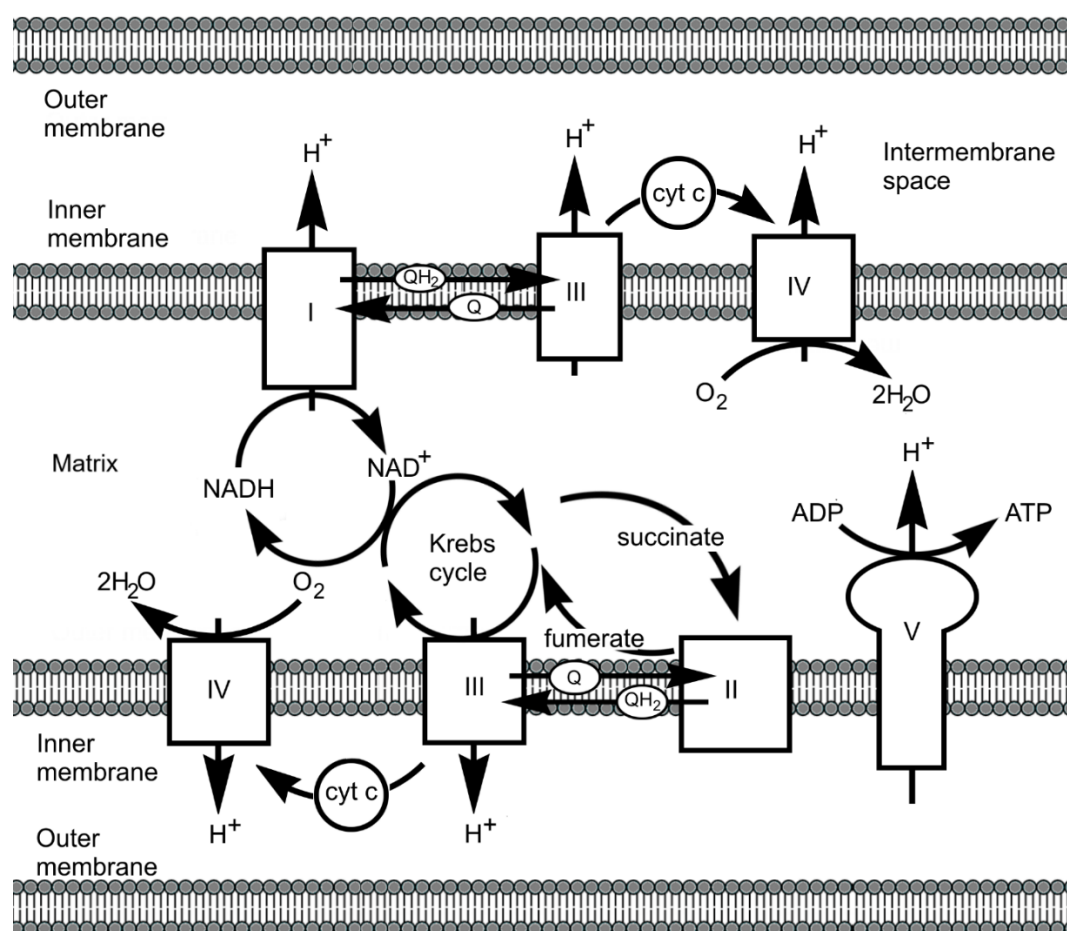 Outer
membrane
H+
H+
H+
Intermembrane
space
cyt c
Inner
membrane
I
QH2
Q
III
IV
O2
2H2O
Matrix
NADH
NAD+
H+
ADP
ATP
Krebs
cycle
succinate
2H2O
O2
fumerate
V
IV
III
Q
QH2
II
Inner
membrane
cyt c
H+
H+
Outer
membrane